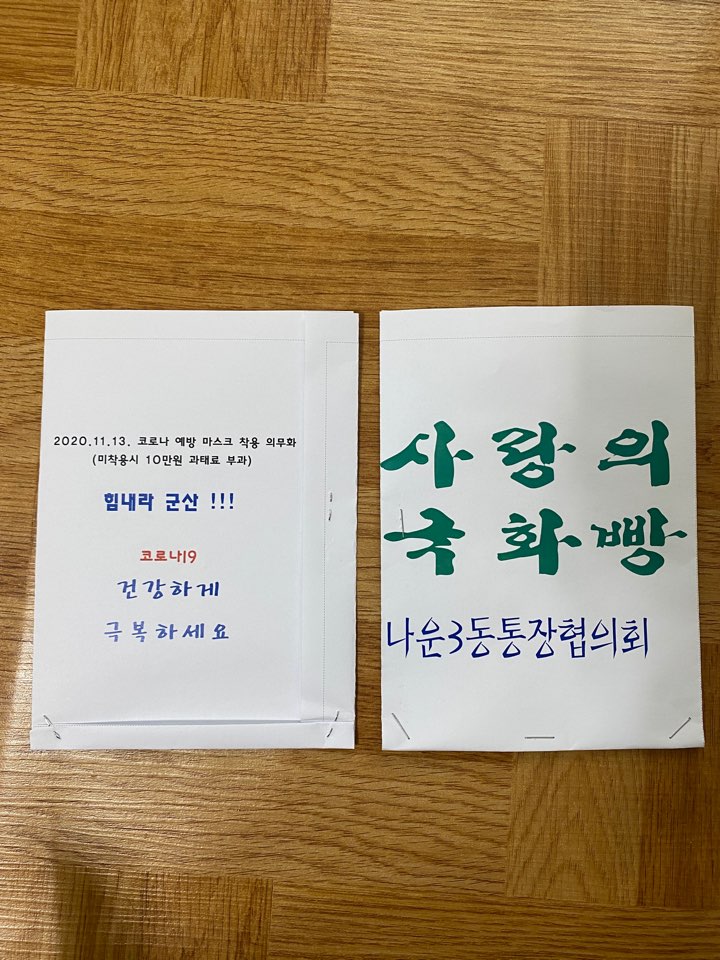 2020.11.13. 코로나 예방 마스크 착용 의무화
(미착용시 10만원 과태료 부과)
힘내라 군산 !!!
코로나19
건강하게
극복하세요
사랑의
국화빵
나운3동통장협의회